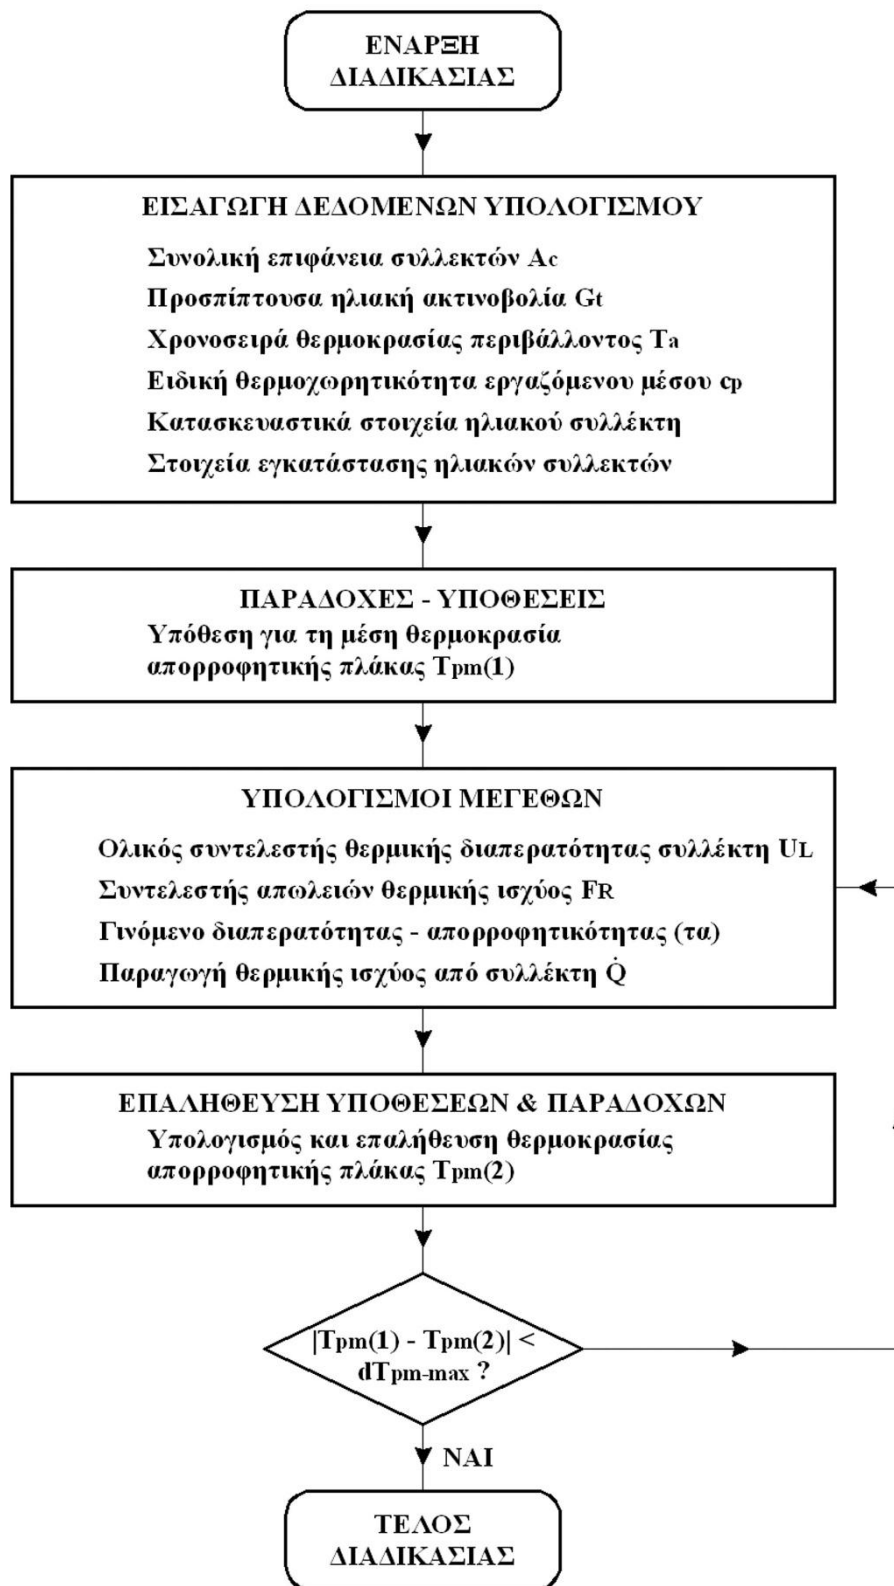 ΕΝΑΡΞΗ
ΔΙΑΔΙΚΑΣΙΑΣ
ΕΙΣΑΓΩΓΗ ΔΕΔΟΜΕΝΩΝ ΥΠΟΛΟΓΙΣΜΟΥ
Συνολική επιφάνεια συλλεκτών Ac
Προσπίπτουσα ηλιακή ακτινοβολία Gt
Χρονοσειρά θερμοκρασίας περιβάλλοντος Ta
Ειδική θερμοχωρητικότητα εργαζόμενου μέσου cp
Κατασκευαστικά στοιχεία ηλιακού συλλέκτη
Στοιχεία εγκατάστασης ηλιακών συλλεκτών
ΠΑΡΑΔΟΧΕΣ - ΥΠΟΘΕΣΕΙΣ
Υπόθεση για τη μέση θερμοκρασία
απορροφητικής πλάκας Tpm(1)
ΥΠΟΛΟΓΙΣΜΟΙ ΜΕΓΕΘΩΝ
Ολικός συντελεστής θερμικής διαπερατότητας συλλέκτη UL
Συντελεστής απωλειών θερμικής ισχύος FR
Γινόμενο διαπερατότητας - απορροφητικότητας (τα)
Παραγωγή θερμικής ισχύος από συλλέκτη Q̇
ΕΠΑΛΗΘΕΥΣΗ ΥΠΟΘΕΣΕΩΝ & ΠΑΡΑΔΟΧΩΝ
Υπολογισμός και επαλήθευση θερμοκρασίας
απορροφητικής πλάκας Tpm(2)
|Tpm(1) - Tpm(2)| <
dTpm-max ?
ΝΑΙ
ΤΕΛΟΣ
ΔΙΑΔΙΚΑΣΙΑΣ